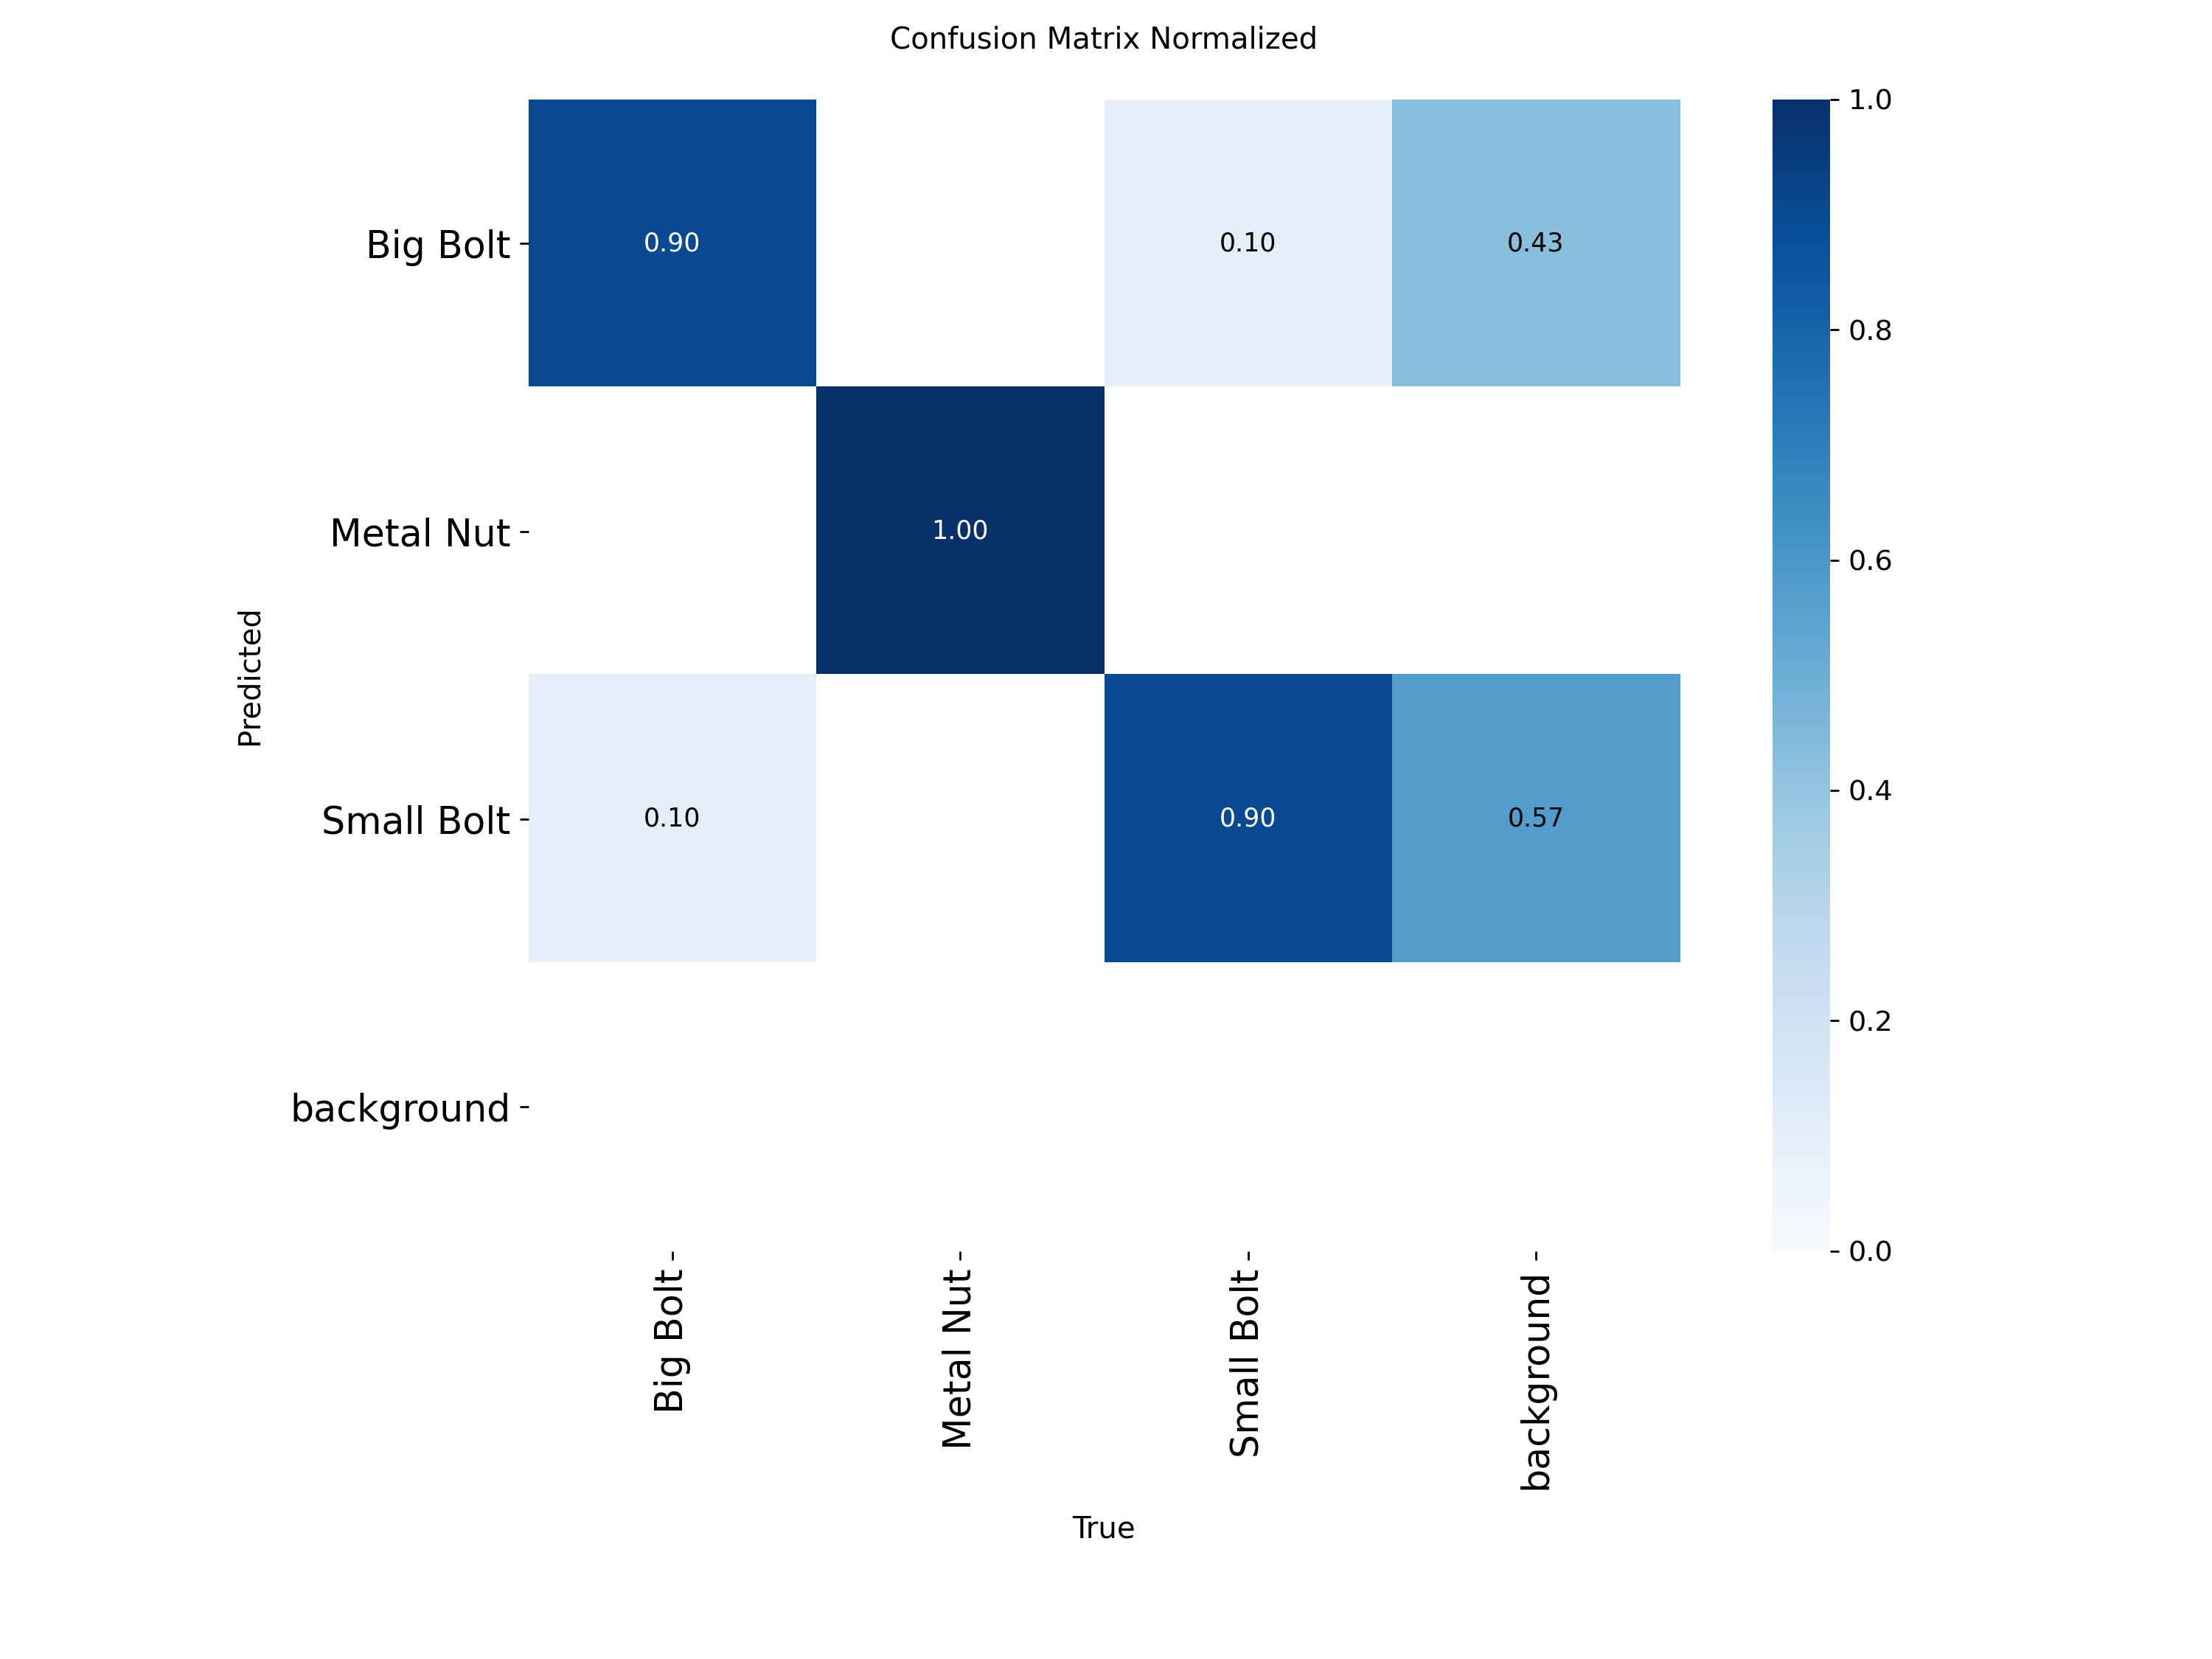 Confusion Matrix Normalized
Big Bolt
Metal Nut
Small Bolt
background
Predicted
0.90
0.10
0.43
1.00
0.10
0.90
0.57
Big Bolt
Metal Nut
Small Bolt
background
True
1.0
0.8
0.6
0.4
0.2
0.0